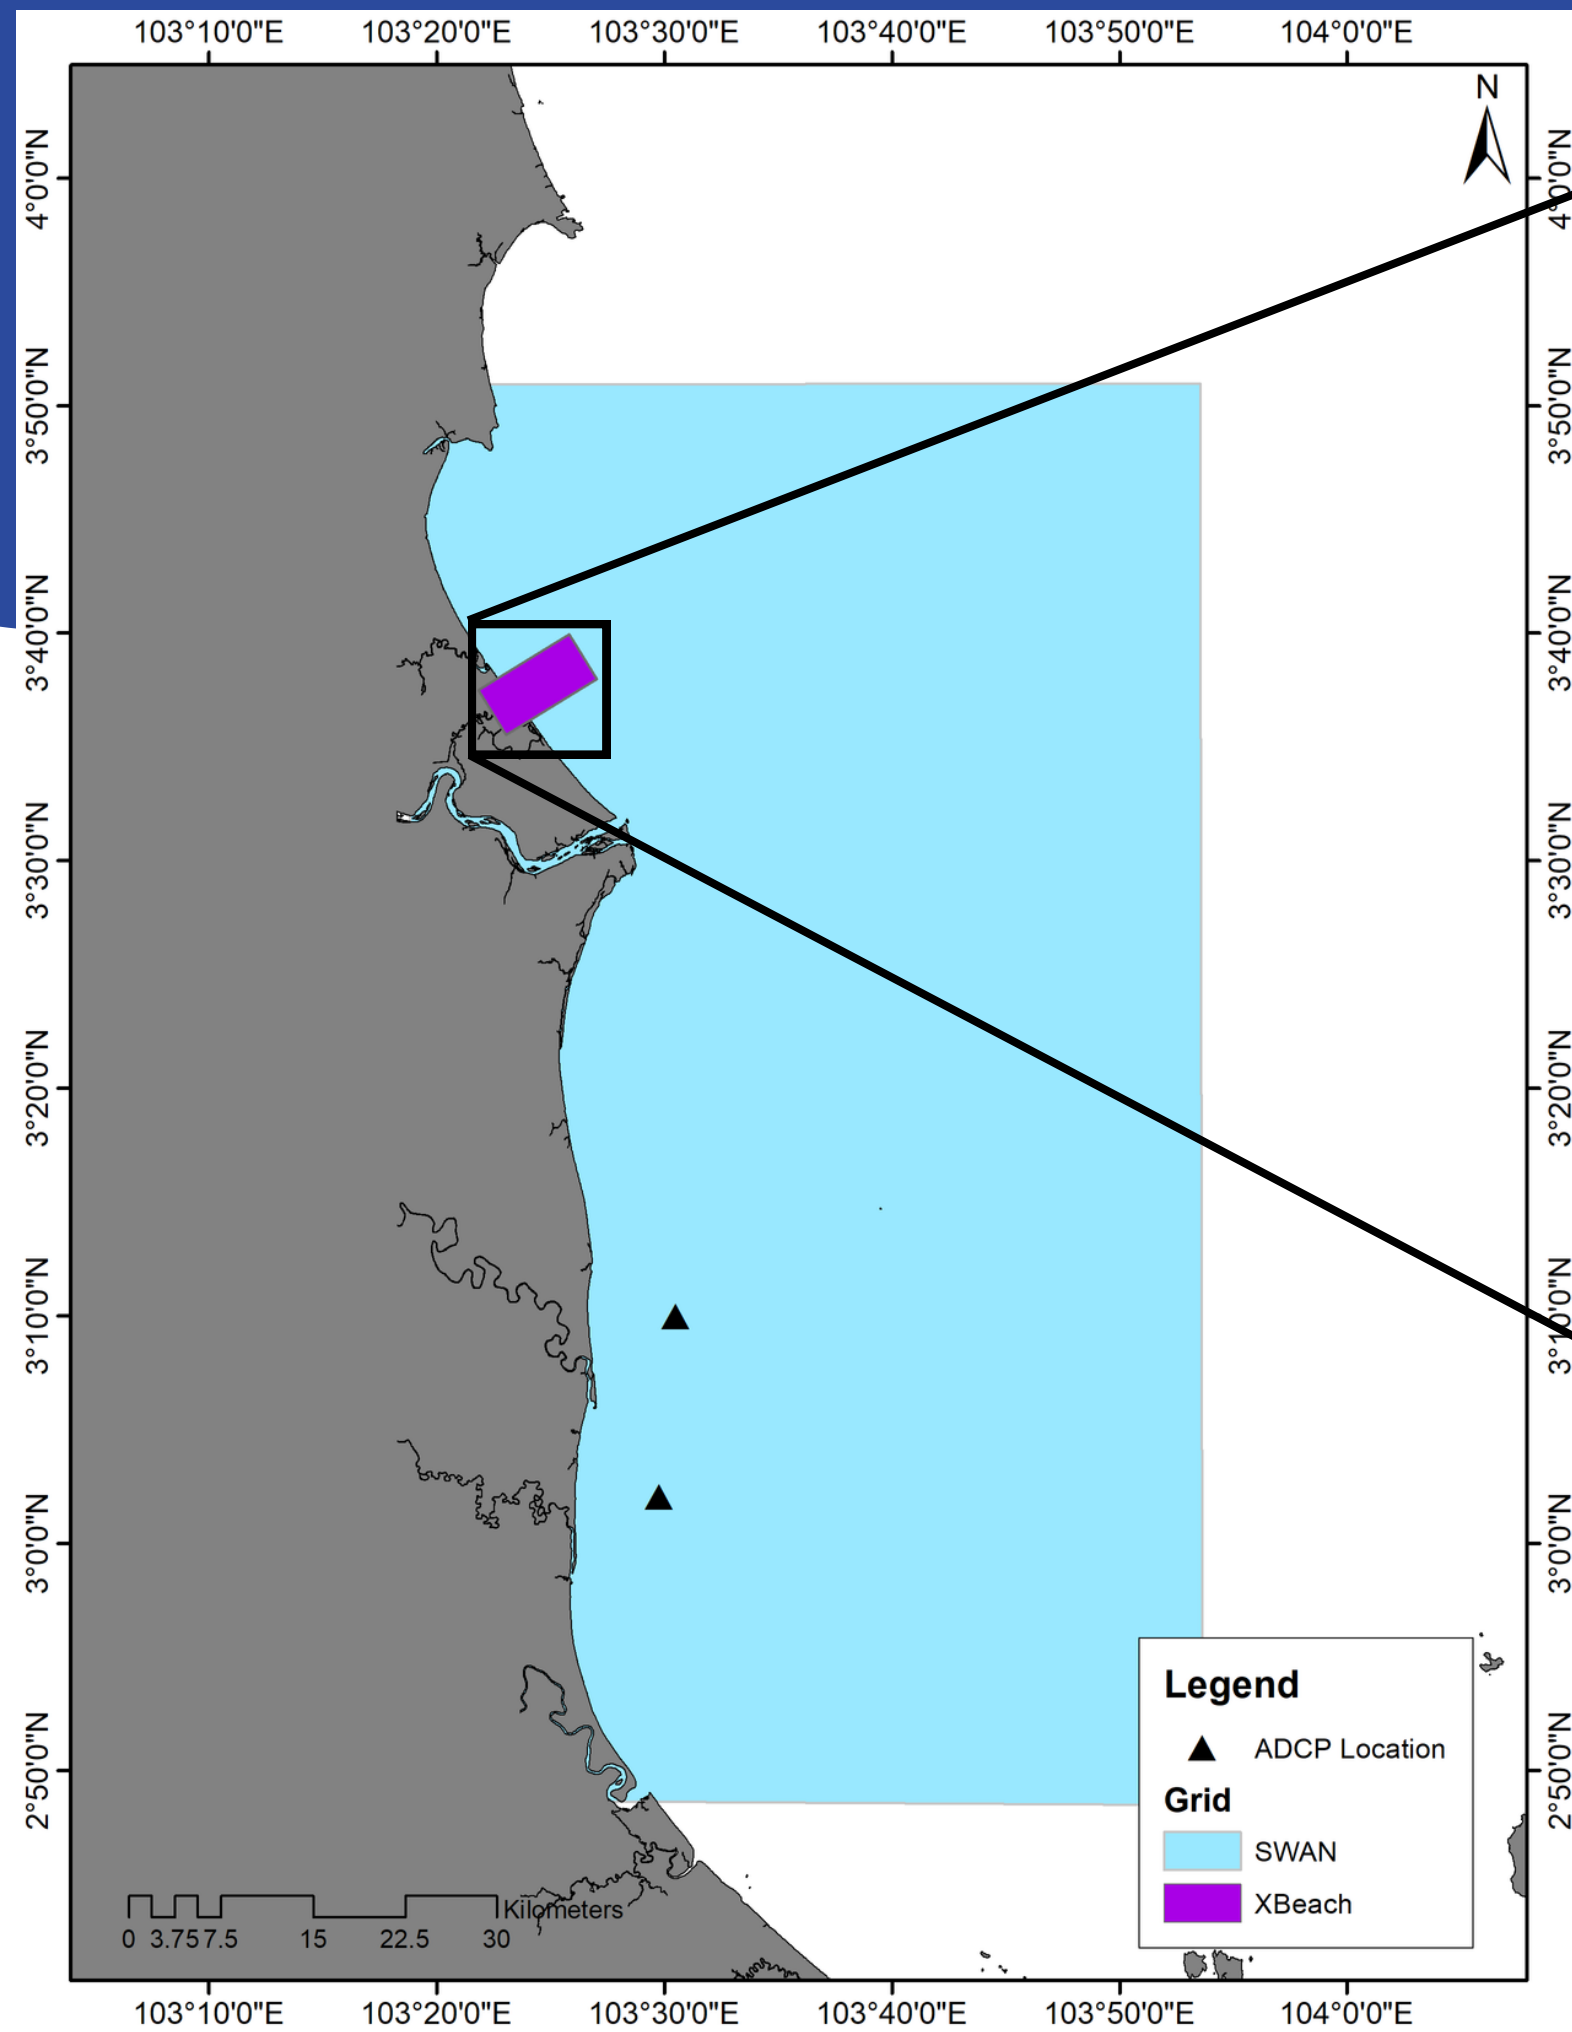 103°10'0"E 103°20'0"E 103°30'0"E 103°40'0"E 103°50'0"E 104°0'0"E
N
4°0'0"N 4°0'0"N
3°50'0"N 3°50'0"N
3°40'0"N 3°40'0"N
3°30'0"N 3°30'0"N
3°20'0"N 3°20'0"N
3°10'0"N 3°10'0"N
3°0'0"N 3°0'0"N
2°50'0"N 2°50'0"N
Legend
ADCP Location
Grid
SWAN
XBeach
Kilometers
0 3.75 7.5 15 22.5 30
103°10'0"E 103°20'0"E 103°30'0"E 103°40'0"E 103°50'0"E 104°0'0"E